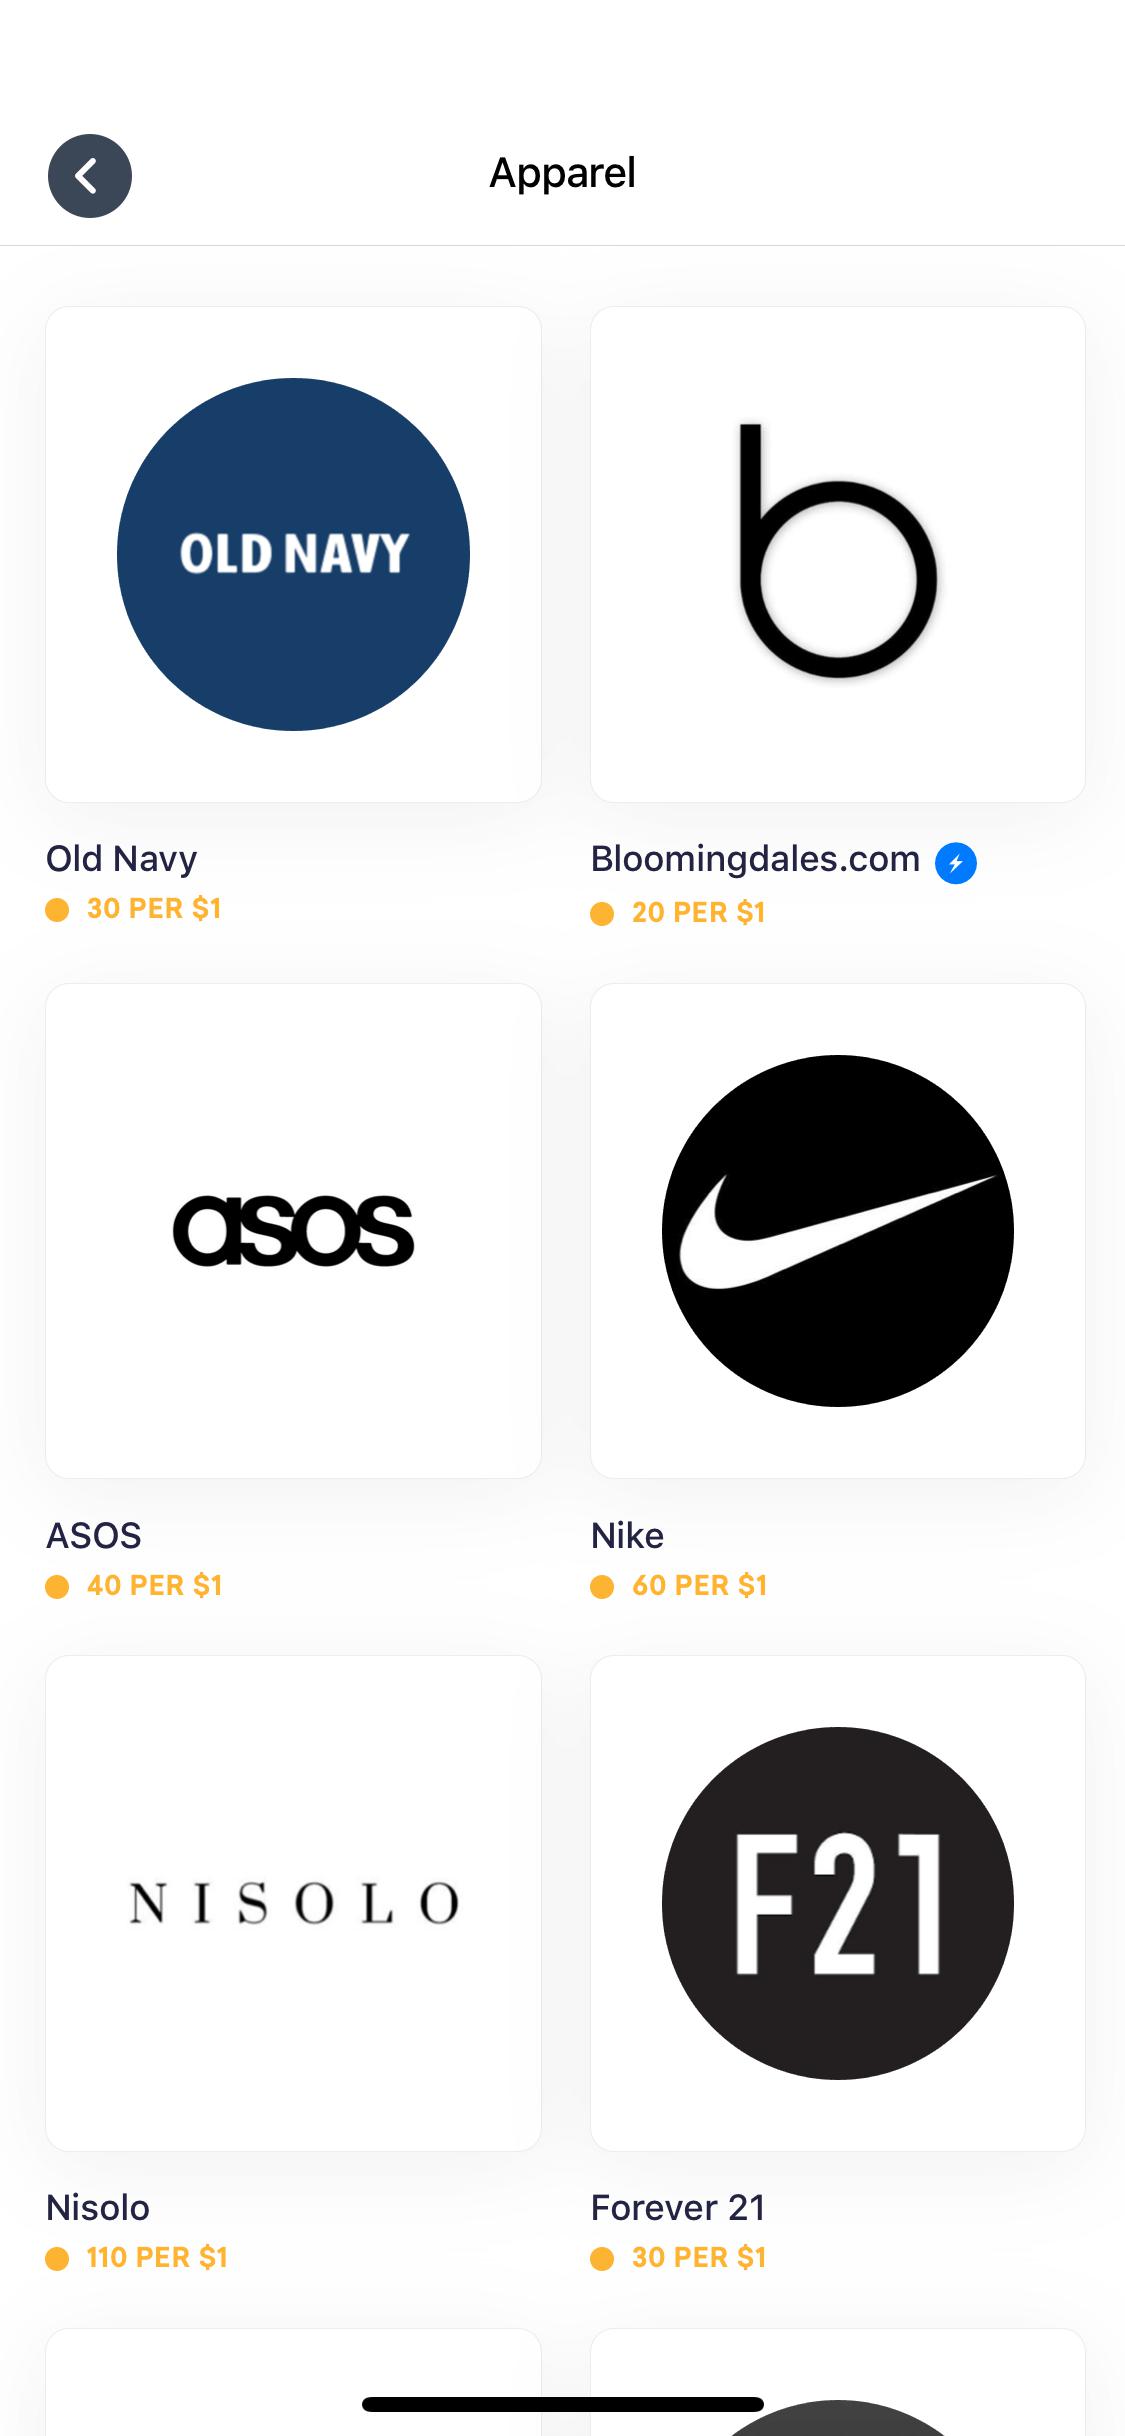 Apparel
OLD NAVY
b
Old Navy
30 PER $1
Bloomingdales.com
20 PER $1
asos
ASOS
40 PER $1
Nike
60 PER $1
NISOLO
F21
Nisolo
110 PER $1
Forever 21
30 PER $1